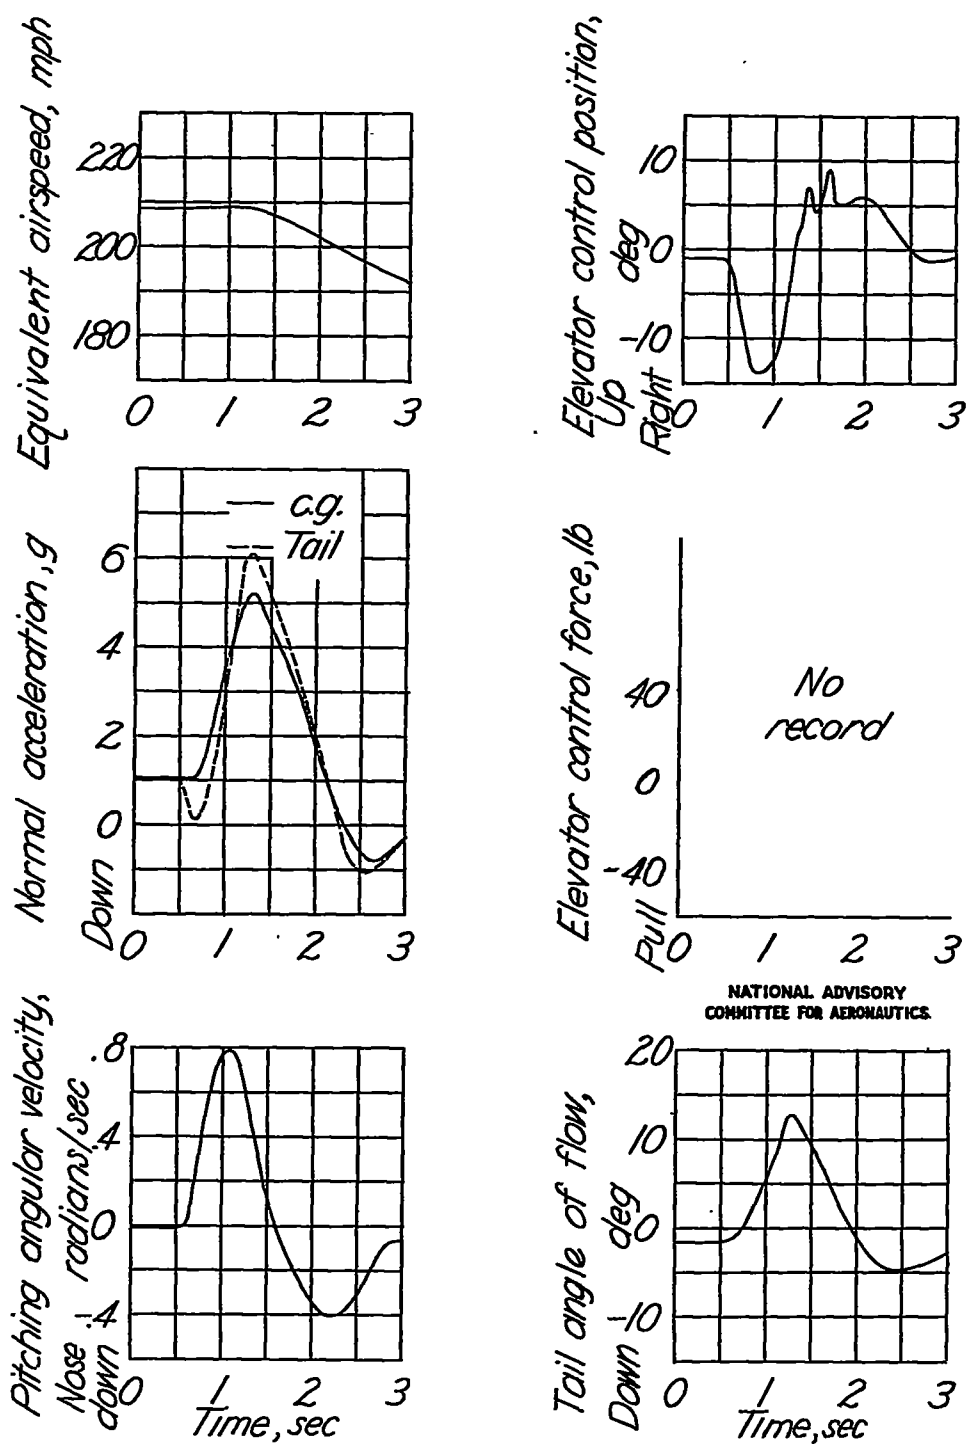 Equivalent airspeed, mph
220
200
180
0 1 2 3
Elevator control position,
deg
Up
Right
10
0
-10
0 1 2 3
Normal acceleration, g
Down
c.g.
Tail
6
4
2
0
0 1 2 3
Elevator control force, lb
Pull
40
0
-40
No
record
0 1 2 3
NATIONAL ADVISORY
COMMITTEE FOR AERONAUTICS.
Pitching angular velocity,
radians/sec
Nose
down
.8
.4
0
-.4
0 1 2 3
Time, sec
Tail angle of flow,
deg
Down
20
10
0
-10
0 1 2 3
Time, sec